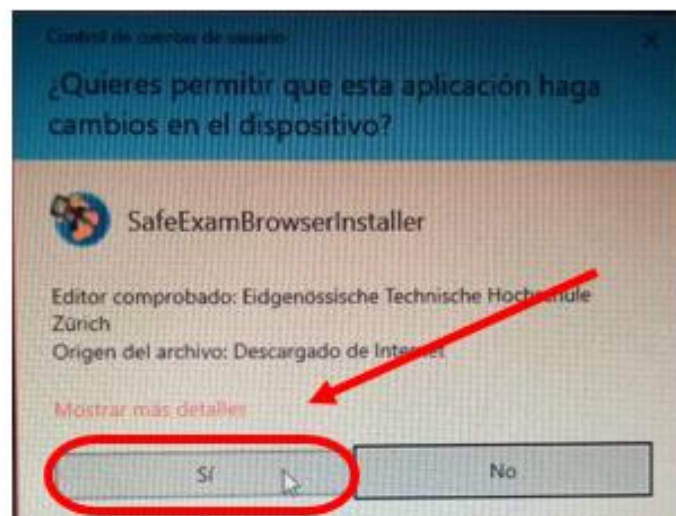 Control de cuentas de usuario
¿Quieres permitir que esta aplicación haga
cambios en el dispositivo?
SafeExamBrowserInstaller
Editor comprobado: Eidgenössische Technische Hochschule
Zürich
Origen del archivo: Descargado de Internet
Mostrar más detalles
Sí
No